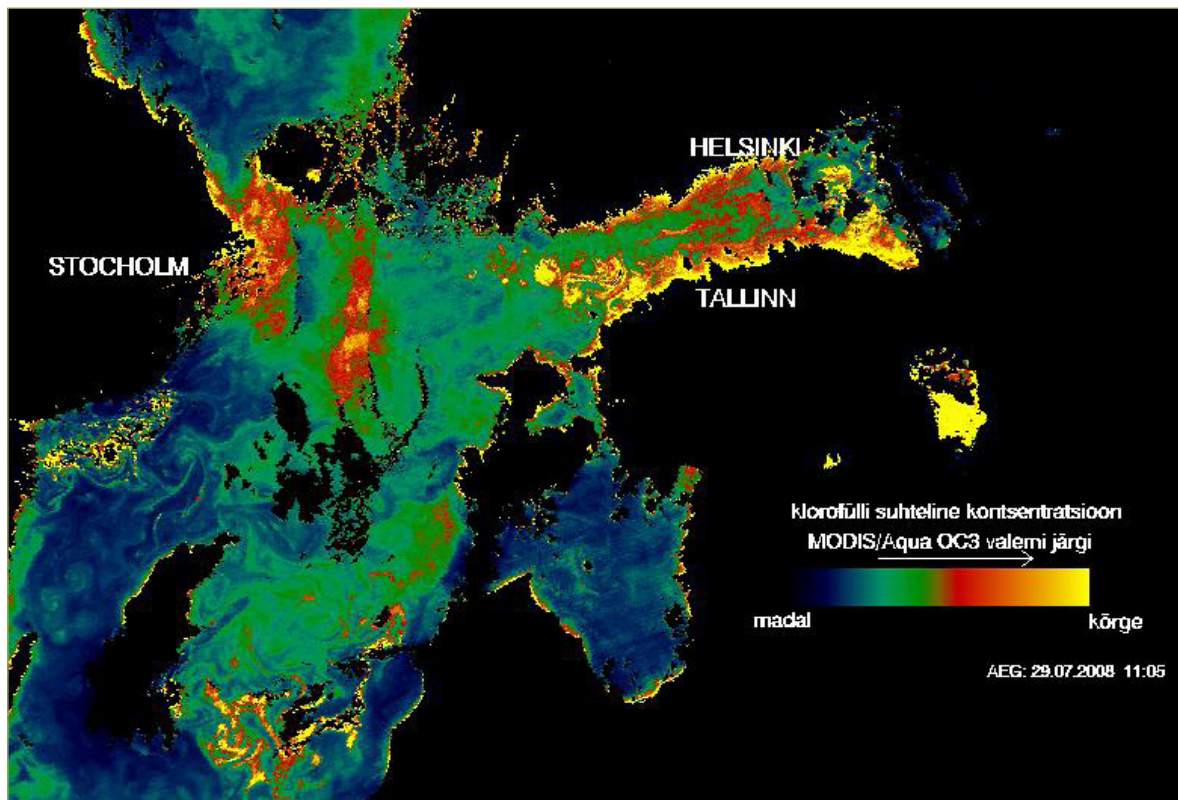 HELSINKI
STOCHOLM
TALLINN
klorofülli suhteline kontsentratsioon
MODIS/Aqua OC3 valemi järgi
madal kõrge
AEG: 29.07.2008 11:05